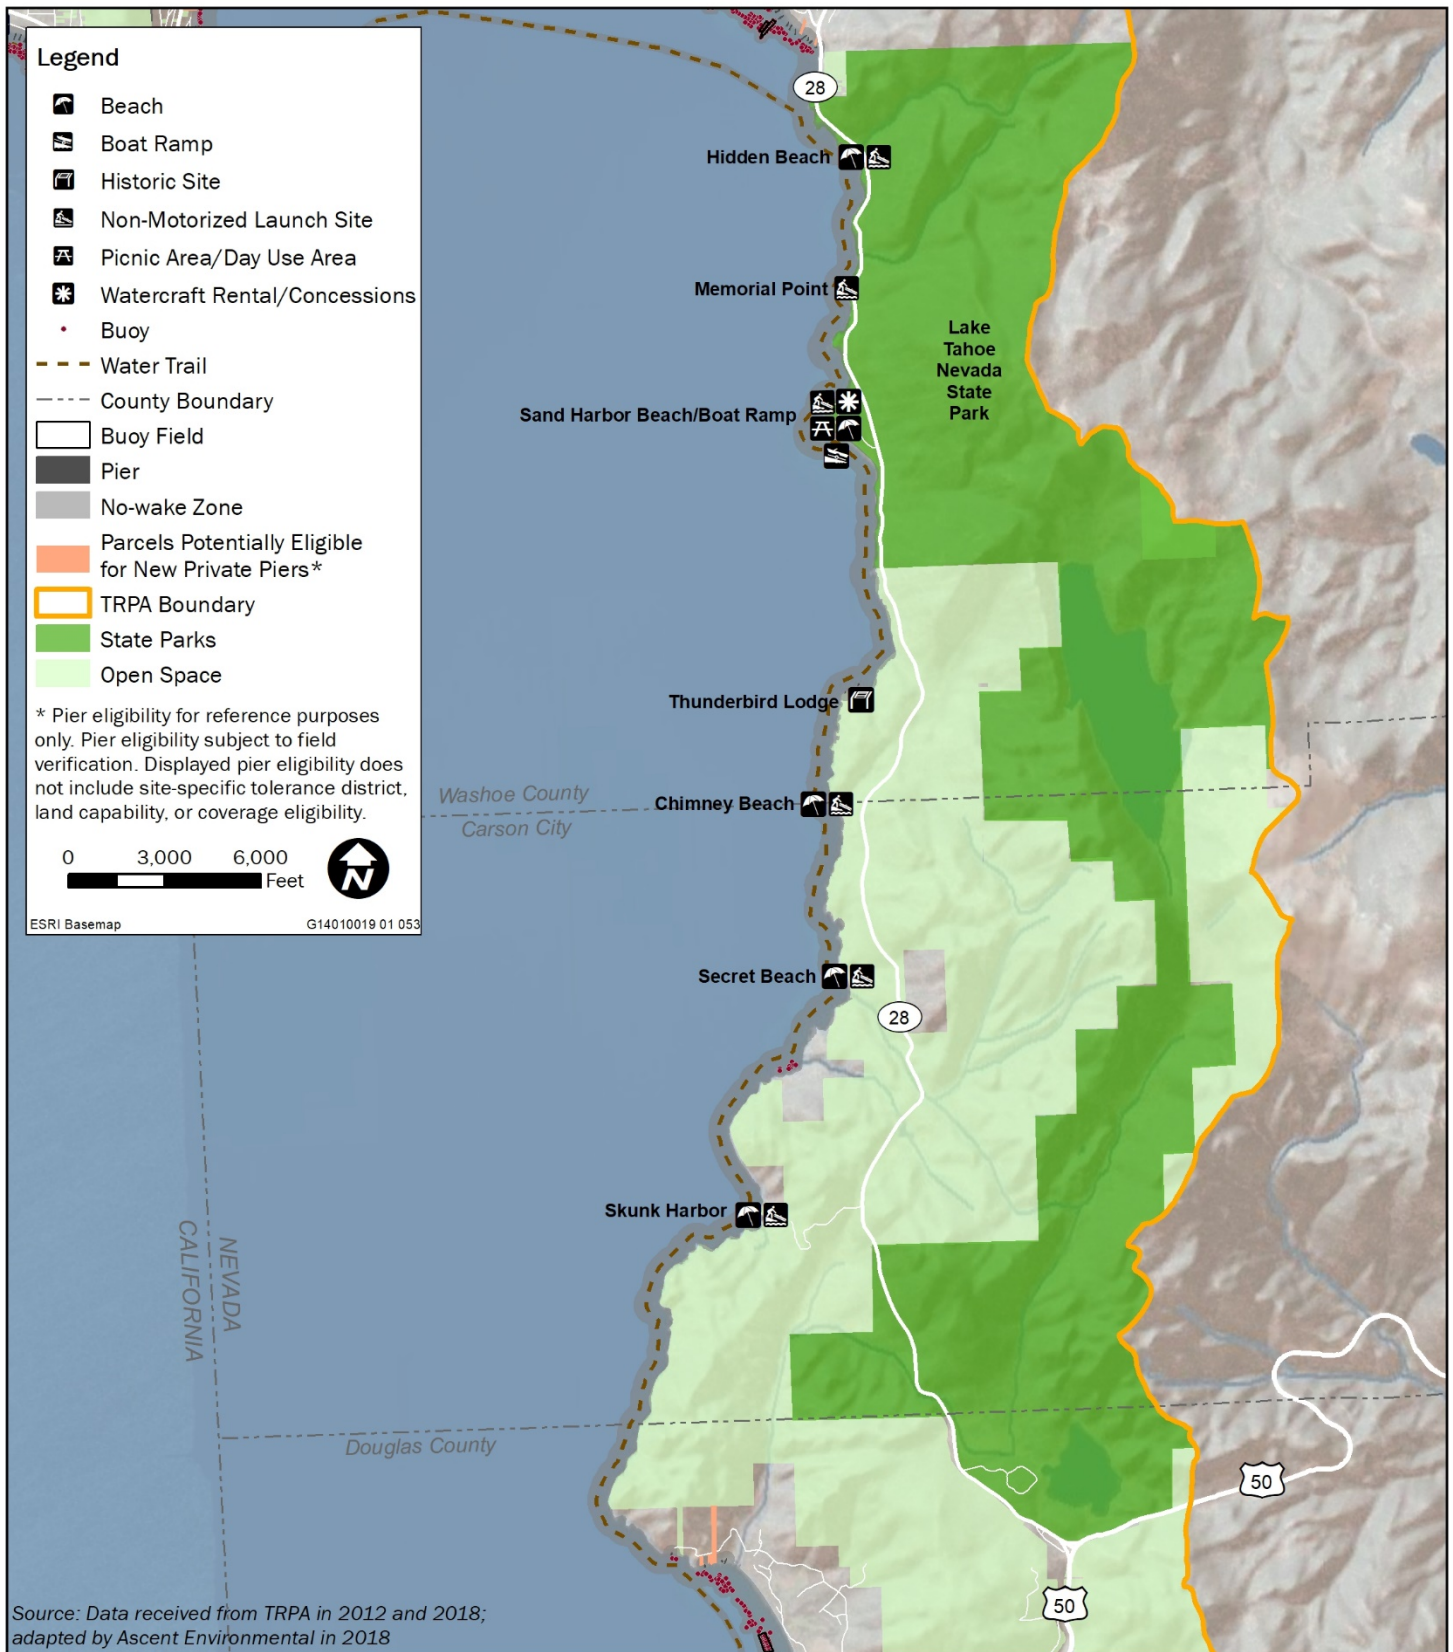 Legend
Beach
Boat Ramp
Historic Site
Non-Motorized Launch Site
Picnic Area/Day Use Area
Watercraft Rental/Concessions
Buoy
Water Trail
County Boundary
Buoy Field
Pier
No-wake Zone
Parcels Potentially Eligible
for New Private Piers*
TRPA Boundary
State Parks
Open Space
* Pier eligibility for reference purposes
only. Pier eligibility subject to field
verification. Displayed pier eligibility does
not include site-specific tolerance district,
land capability, or coverage eligibility.
0 3,000 6,000
Feet
N
ESRI Basemap G14010019 01 053
28
Hidden Beach
Memorial Point
Lake
Tahoe
Nevada
State
Park
Sand Harbor Beach/Boat Ramp
Thunderbird Lodge
Washoe County
Chimney Beach
Carson City
Secret Beach
28
Skunk Harbor
CALIFORNIA
NEVADA
Douglas County
50
50
Source: Data received from TRPA in 2012 and 2018;
adapted by Ascent Environmental in 2018